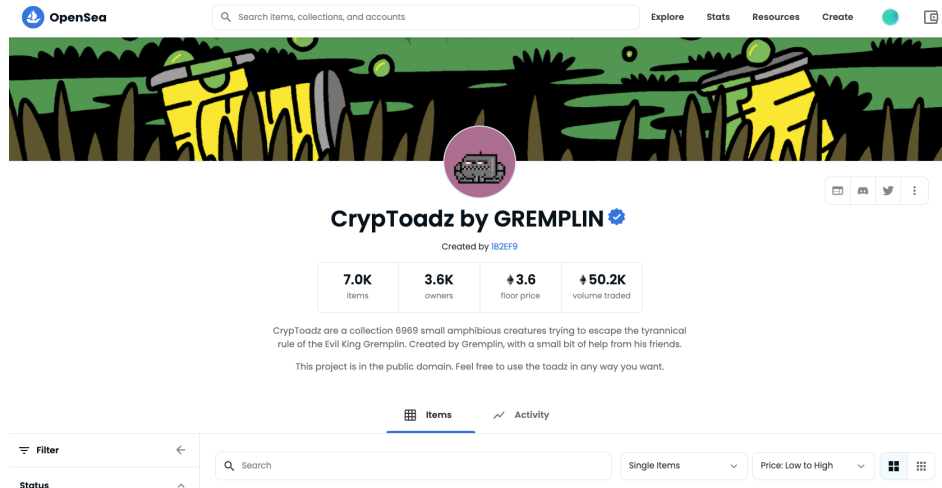 OpenSea
Search items, collections, and accounts
Explore Stats Resources Create
CrypToadz by GREMPLIN
Created by 1B2EF9
7.0K 3.6K 3.6 50.2K
items owners floor price volume traded
CrypToadz are a collection 6969 small amphibious creatures trying to escape the tyrannical
rule of the Evil King Gremplin. Created by Gremplin, with a small bit of help from his friends.
This project is in the public domain. Feel free to use the toadz in any way you want.
Items Activity
Filter
Search
Single Items
Price: Low to High
Status